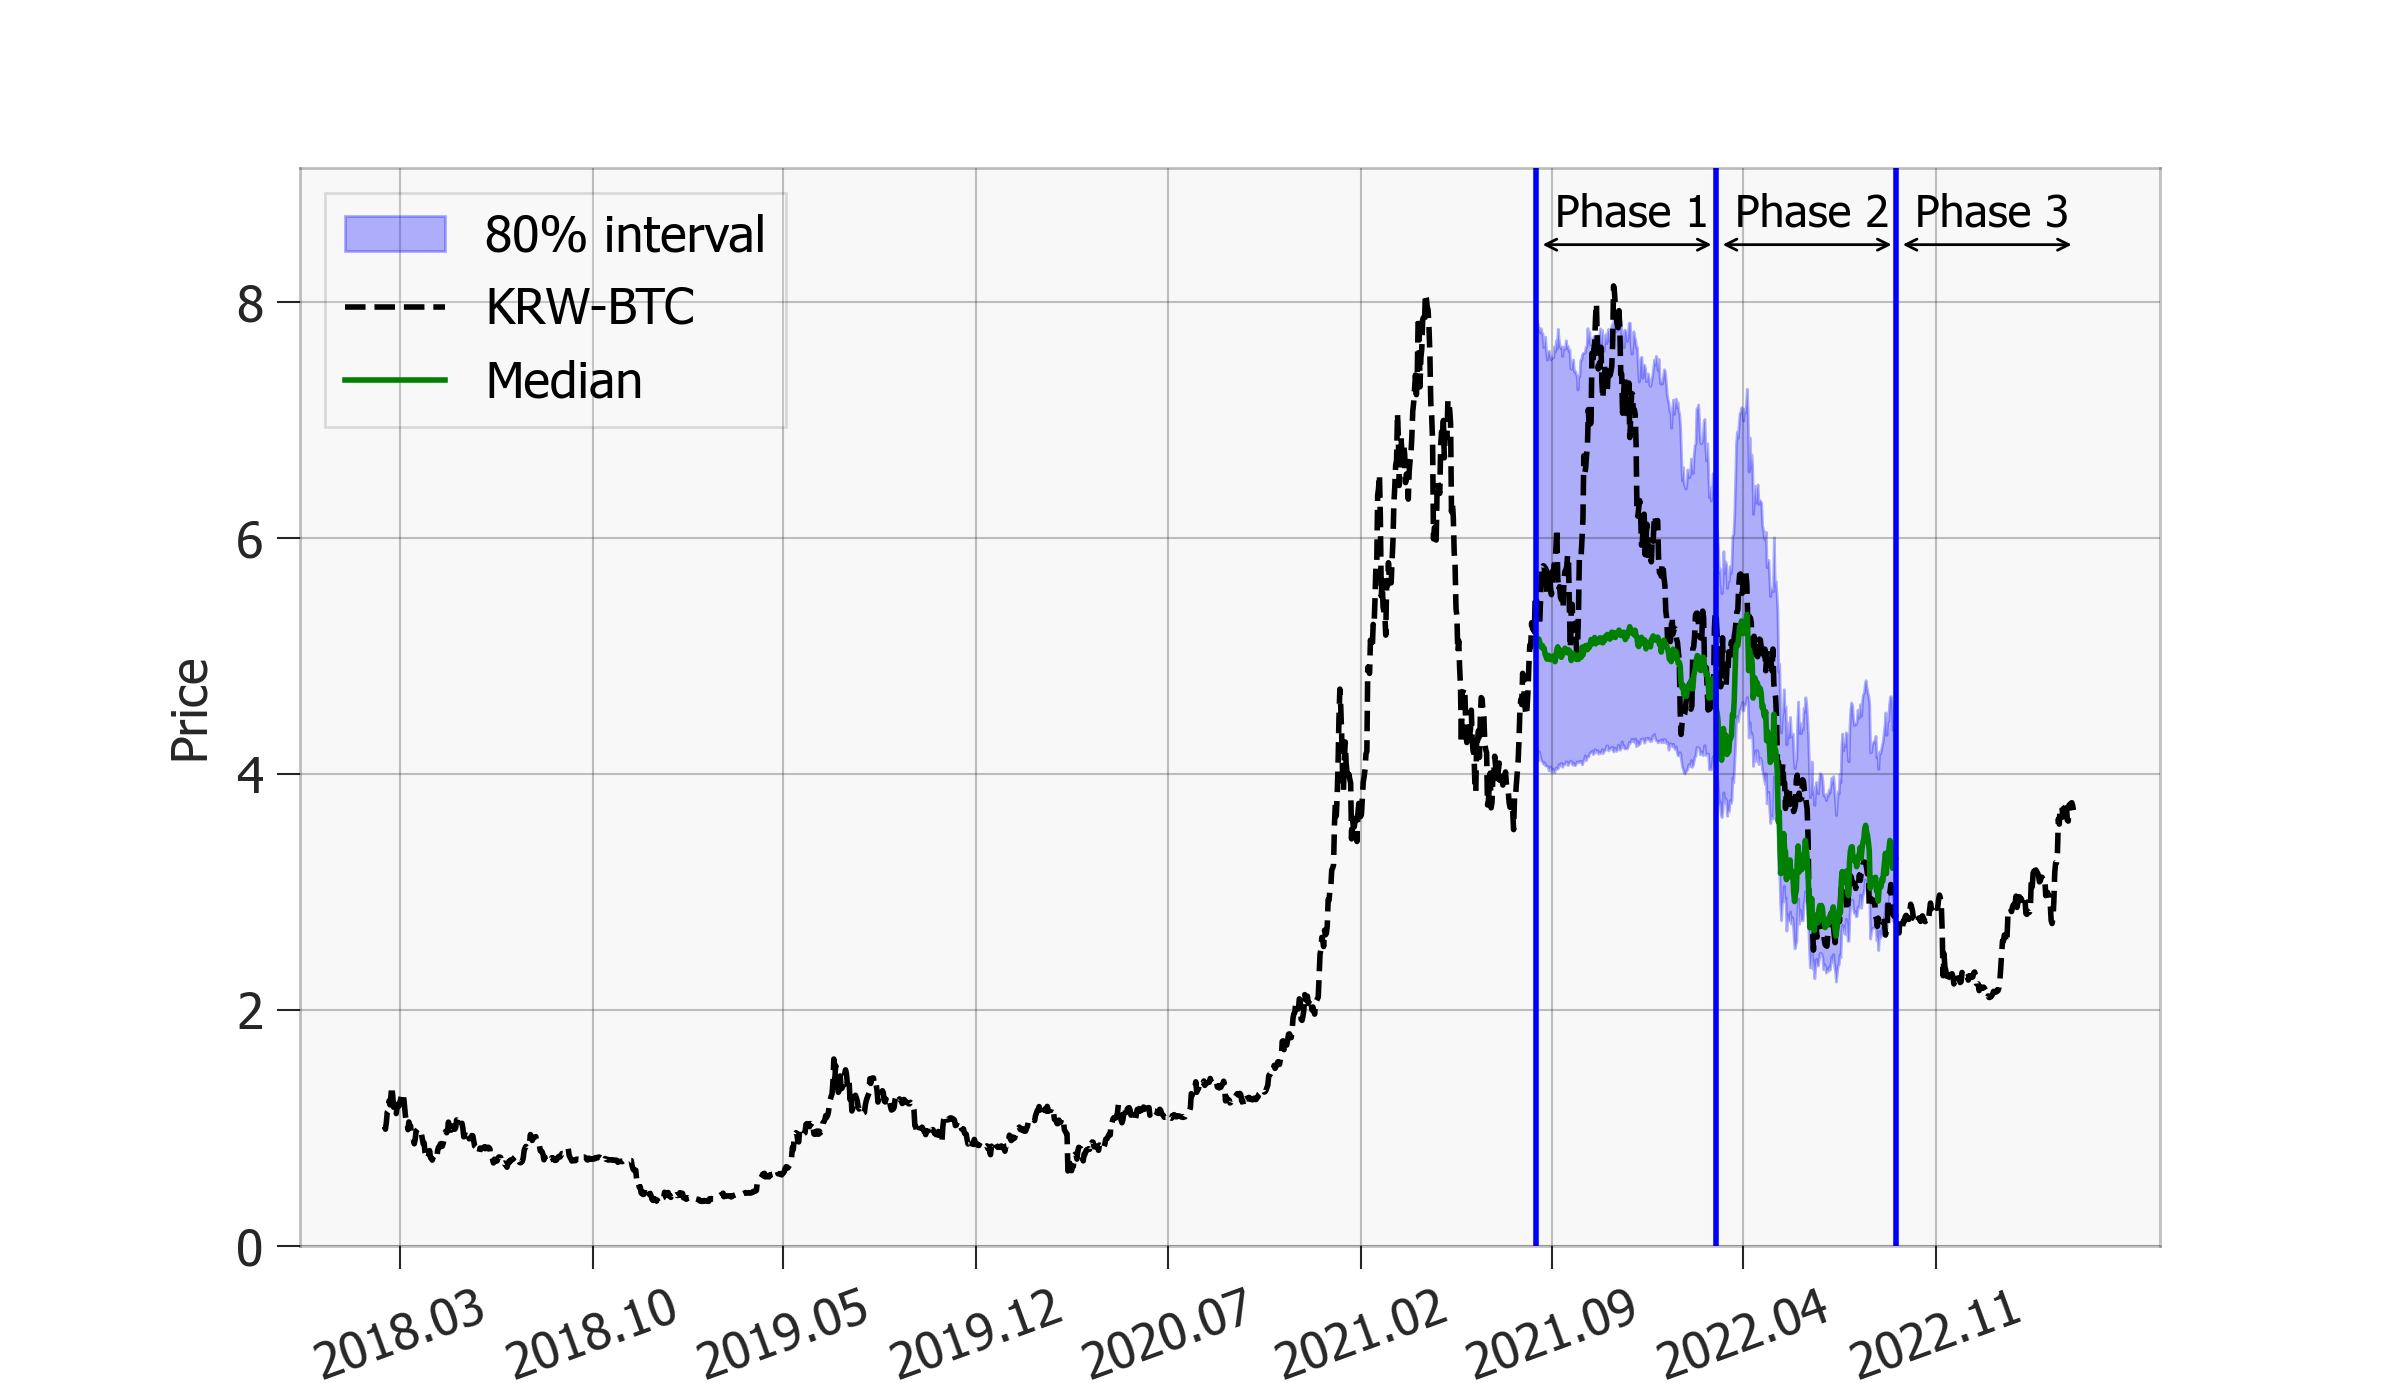 80% interval
KRW-BTC
Median
Phase 1
Phase 2
Phase 3
Price
8
6
4
2
0
2018.03
2018.10
2019.05
2019.12
2020.07
2021.02
2021.09
2022.04
2022.11